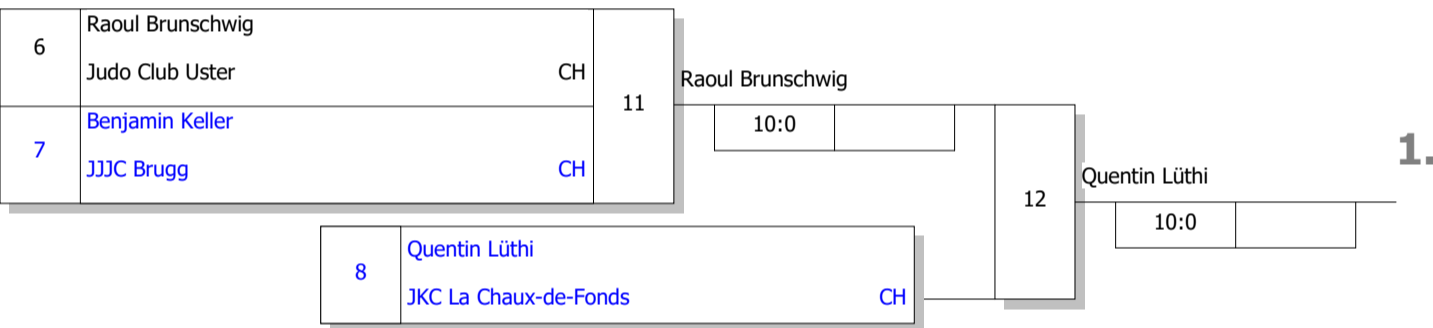 6
Raoul Brunschwig
Judo Club Uster CH
7
Benjamin Keller
JJJC Brugg CH
11
Raoul Brunschwig
10:0
8
Quentin Lüthi
JKC La Chaux-de-Fonds CH
12
Quentin Lüthi
10:0
1.